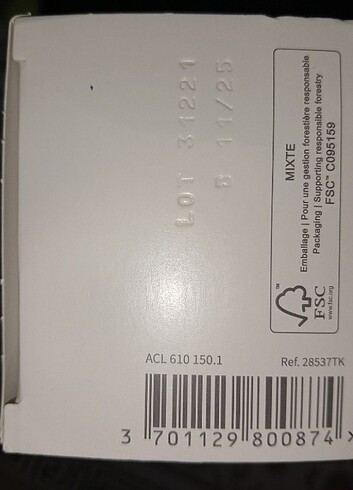 LOT 31221
11/25
MIXTE
Emballage | Pour une gestion forestière responsable
Packaging | Supporting responsible forestry
FSC™ C095159
™
FSC
www.fsc.org
ACL 610 150.1
Ref. 28537TK
3 701129 800874